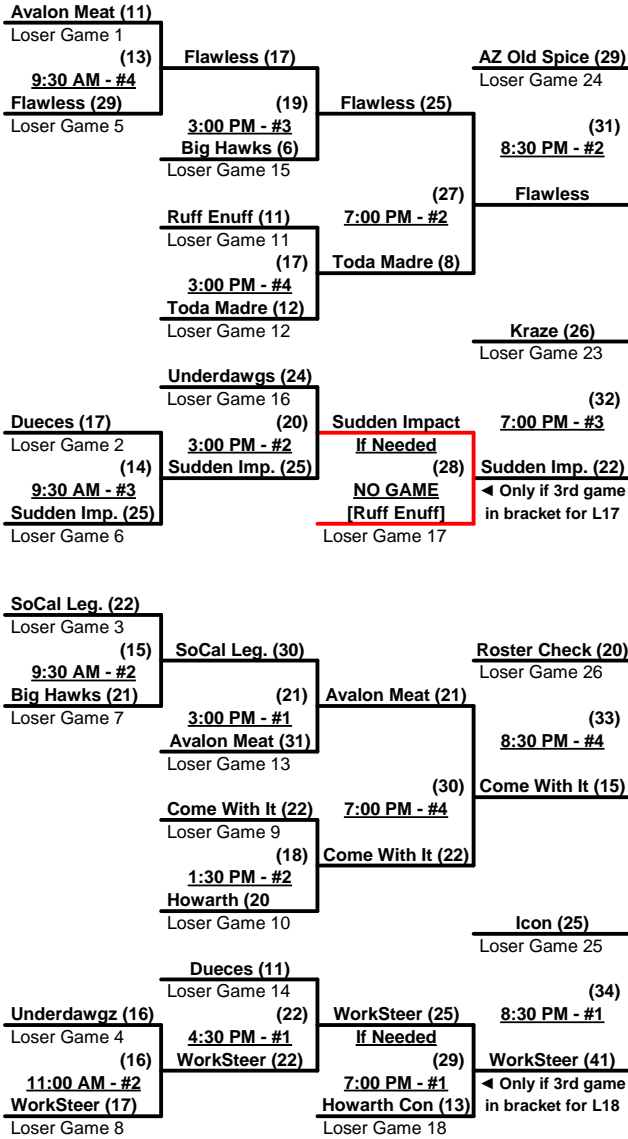 Avalon Meat (11)
Loser Game 1
(13)
9:30 AM - #4
Flawless (29)
Loser Game 5
Flawless (17)
(19)
3:00 PM - #3
Big Hawks (6)
Loser Game 15
Flawless (25)
(27)
7:00 PM - #2
Ruff Enuff (11)
Loser Game 11
(17)
3:00 PM - #4
Toda Madre (12)
Loser Game 12
Toda Madre (8)
AZ Old Spice (29)
Loser Game 24
(31)
8:30 PM - #2
Flawless
Kraze (26)
Loser Game 23
(32)
7:00 PM - #3
Sudden Imp. (22)
◄ Only if 3rd game
in bracket for L17
Underdawgs (24)
Loser Game 16
(20)
3:00 PM - #2
Sudden Imp. (25)
Dueces (17)
Loser Game 2
(14)
9:30 AM - #3
Sudden Imp. (25)
Loser Game 6
Sudden Impact
If Needed
(28)
NO GAME
[Ruff Enuff]
Loser Game 17
SoCal Leg. (22)
Loser Game 3
(15)
9:30 AM - #2
Big Hawks (21)
Loser Game 7
SoCal Leg. (30)
(21)
3:00 PM - #1
Avalon Meat (31)
Loser Game 13
Avalon Meat (21)
(30)
7:00 PM - #4
Come With It (22)
Loser Game 9
(18)
1:30 PM - #2
Howarth (20
Loser Game 10
Come With It (22)
Roster Check (20)
Loser Game 26
(33)
8:30 PM - #4
Come With It (15)
Icon (25)
Loser Game 25
(34)
8:30 PM - #1
WorkSteer (41)
◄ Only if 3rd game
in bracket for L18
Dueces (11)
Loser Game 14
(22)
4:30 PM - #1
WorkSteer (22)
Underdawgz (16)
Loser Game 4
(16)
11:00 AM - #2
WorkSteer (17)
Loser Game 8
WorkSteer (25)
If Needed
(29)
7:00 PM - #1
Howarth Con (13)
Loser Game 18